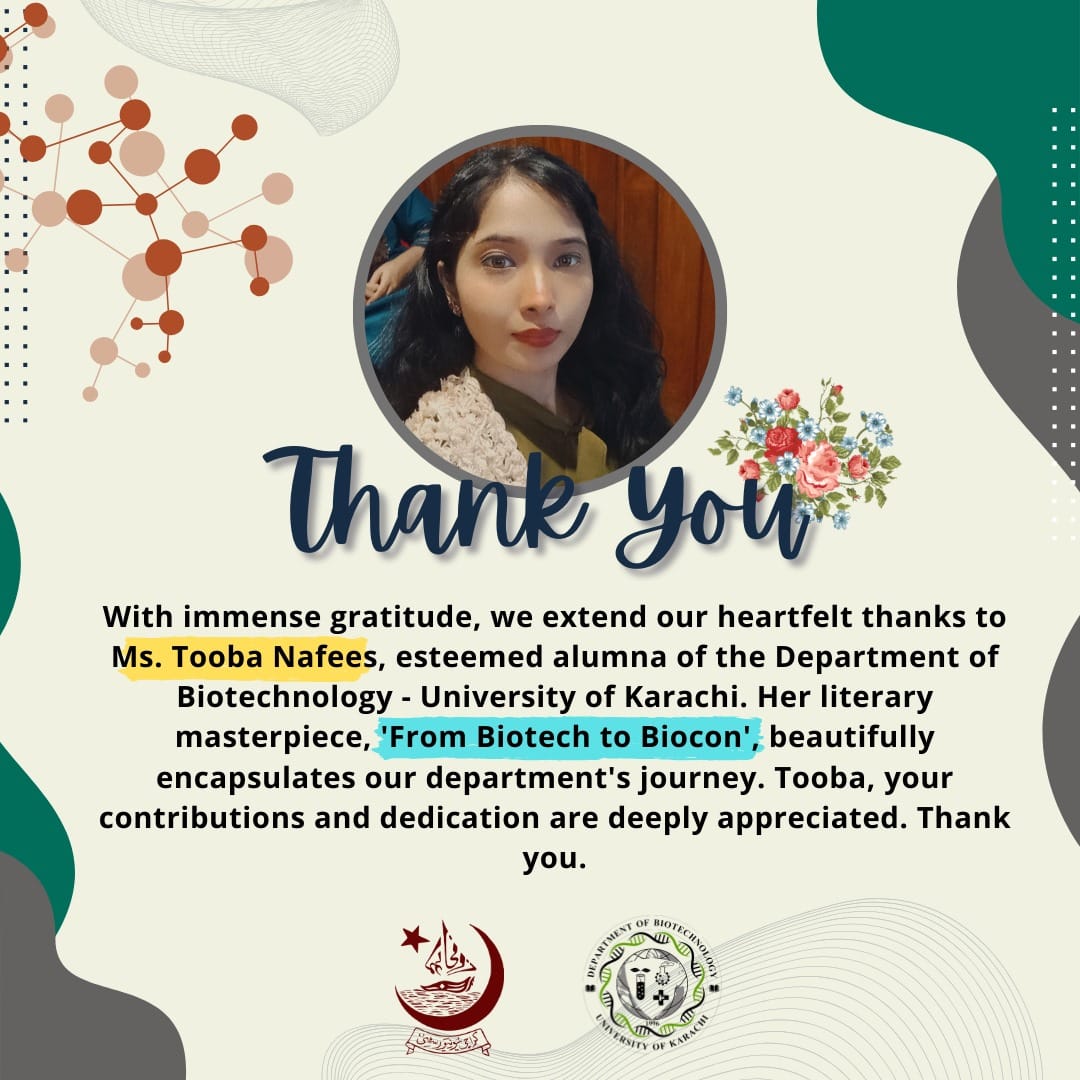 Thank You
With immense gratitude, we extend our heartfelt thanks to
Ms. Tooba Nafees, esteemed alumna of the Department of
Biotechnology - University of Karachi. Her literary
masterpiece, 'From Biotech to Biocon', beautifully
encapsulates our department's journey. Tooba, your
contributions and dedication are deeply appreciated. Thank
you.
DEPARTMENT OF BIOTECHNOLOGY
1996
UNIVERSITY OF KARACHI